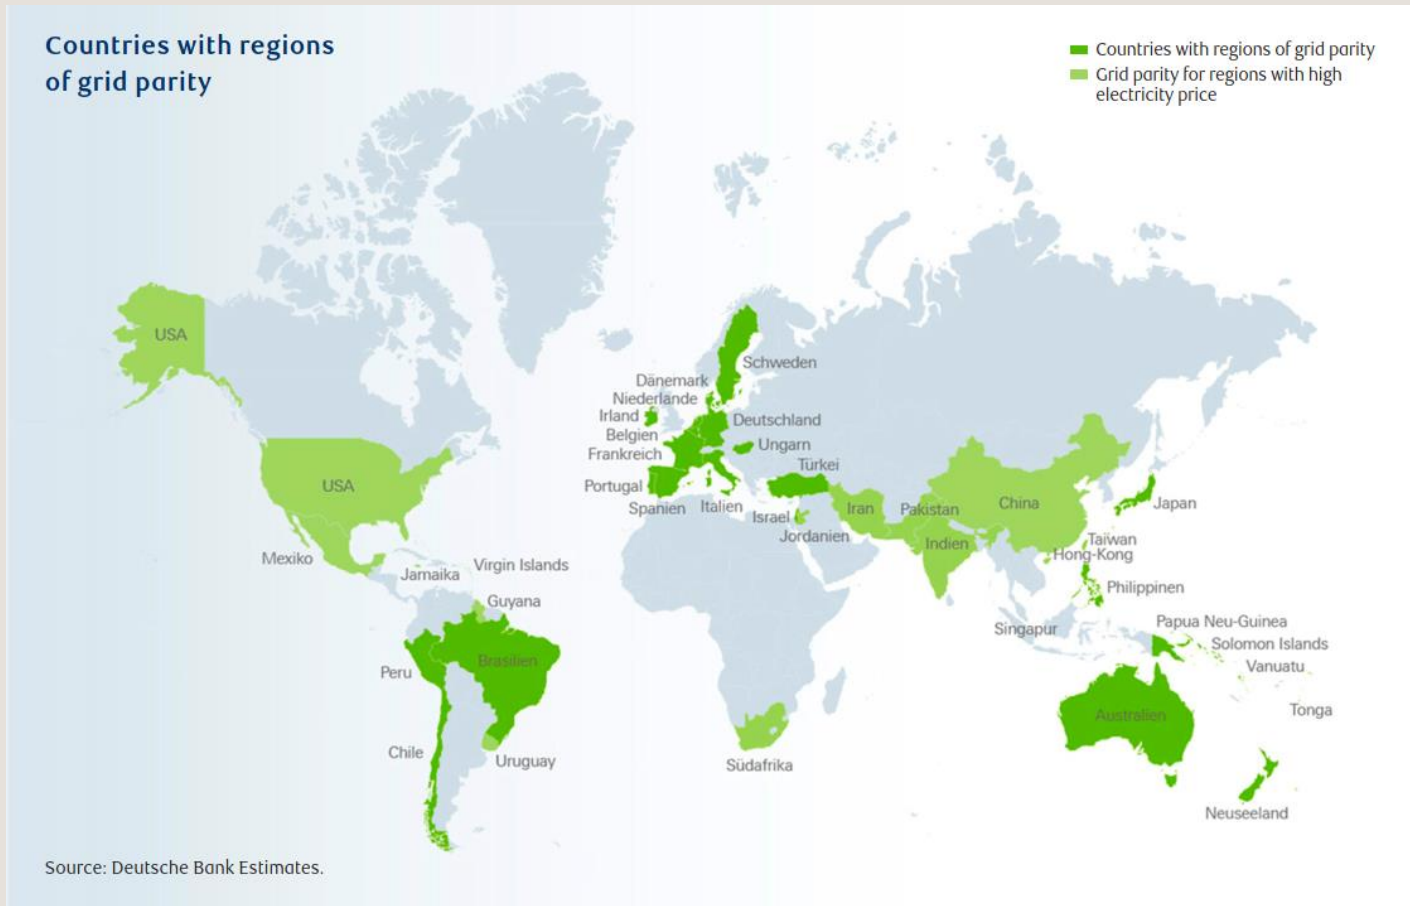 Countries with regions
of grid parity
Countries with regions of grid parity
Grid parity for regions with high
electricity price
USA
Schweden
Dänemark
Niederlande
Irland
Deutschland
Belgien
Ungarn
Frankreich
Türkei
Portugal
USA
Spanien
Italien
Israel
Iran
Pakistan
China
Japan
Jordanien
Indien
Taiwan
Hong-Kong
Mexiko
Jamaika
Virgin Islands
Guyana
Philippinen
Singapur
Papua Neu-Guinea
Solomon Islands
Vanuatu
Peru
Brasilien
Tonga
Australien
Chile
Uruguay
Südafrika
Neuseeland
Source: Deutsche Bank Estimates.